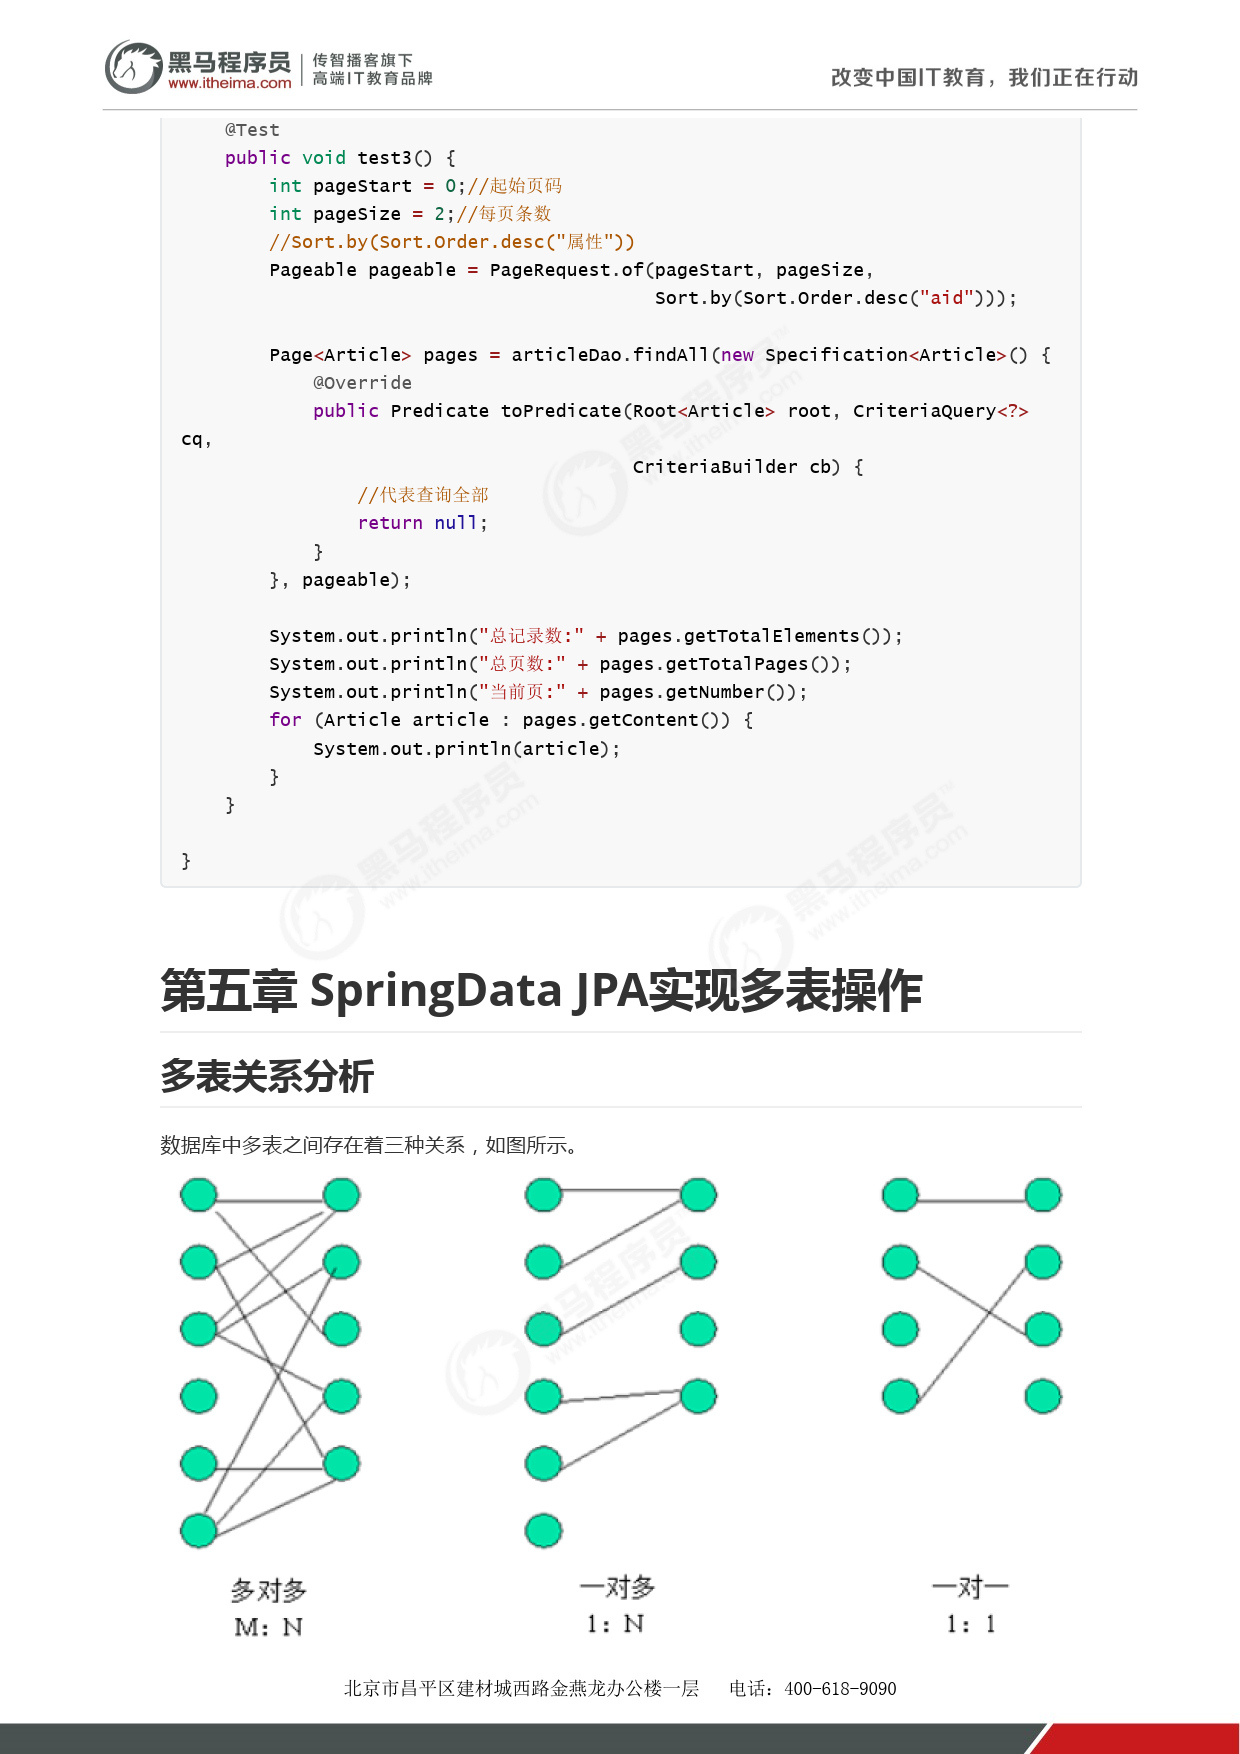 黑马程序员
www.itheima.com
传智播客旗下
高端IT教育品牌
改变中国IT教育，我们正在行动
@Test
public void test3() {
int pageStart = 0;//起始页码
int pageSize = 2;//每页条数
//Sort.by(Sort.Order.desc("属性"))
Pageable pageable = PageRequest.of(pageStart, pageSize,
Sort.by(Sort.Order.desc("aid")));
Page<Article> pages = articleDao.findAll(new Specification<Article>() {
@Override
public Predicate toPredicate(Root<Article> root, CriteriaQuery<?>
cq,
CriteriaBuilder cb) {
//代表查询全部
return null;
}
}, pageable);
System.out.println("总记录数:" + pages.getTotalElements());
System.out.println("总页数:" + pages.getTotalPages());
System.out.println("当前页:" + pages.getNumber());
for (Article article : pages.getContent()) {
System.out.println(article);
}
}
}
第五章 SpringData JPA实现多表操作
多表关系分析
数据库中多表之间存在着三种关系，如图所示。
多对多 一对多 一对一
M: N 1: N 1: 1
北京市昌平区建材城西路金燕龙办公楼一层 电话：400-618-9090